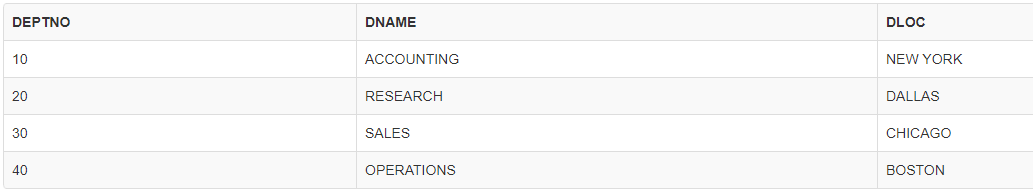 DEPTNO DNAME DLOC
10 ACCOUNTING NEW YORK
20 RESEARCH DALLAS
30 SALES CHICAGO
40 OPERATIONS BOSTON